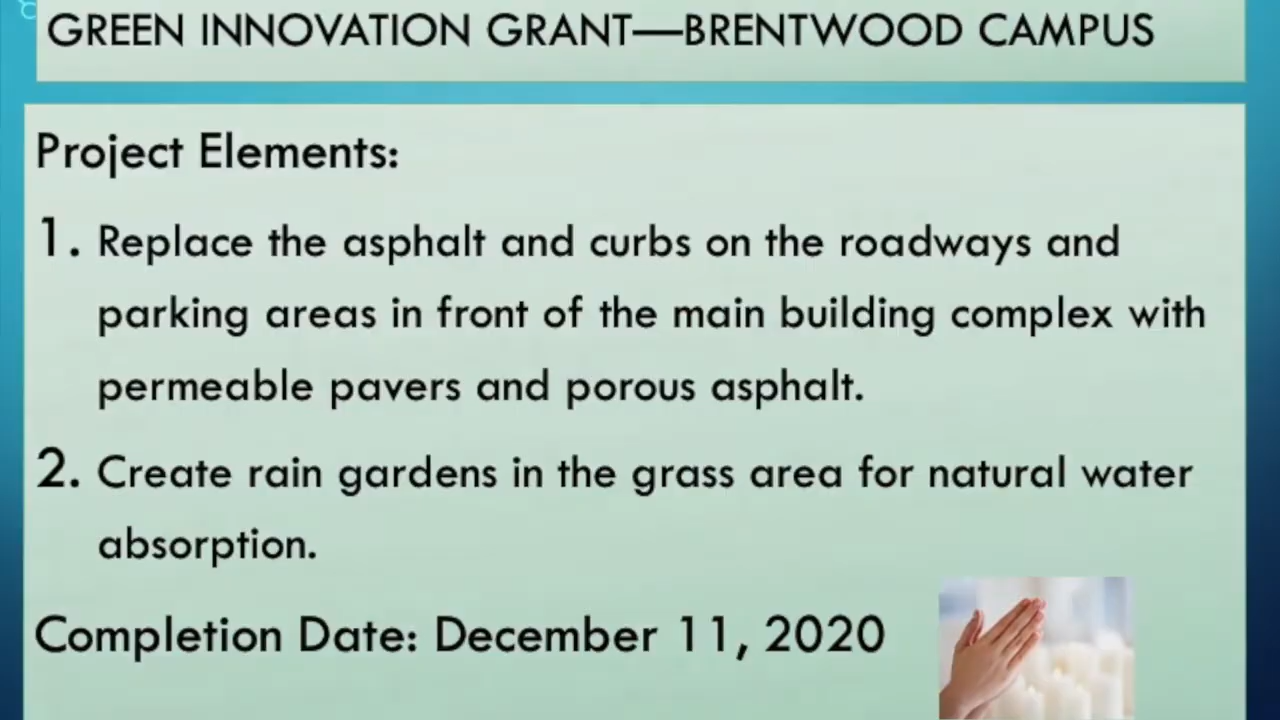 GREEN INNOVATION GRANT—BRENTWOOD CAMPUS
Project Elements:
1. Replace the asphalt and curbs on the roadways and
parking areas in front of the main building complex with
permeable pavers and porous asphalt.
2. Create rain gardens in the grass area for natural water
absorption.
Completion Date: December 11, 2020